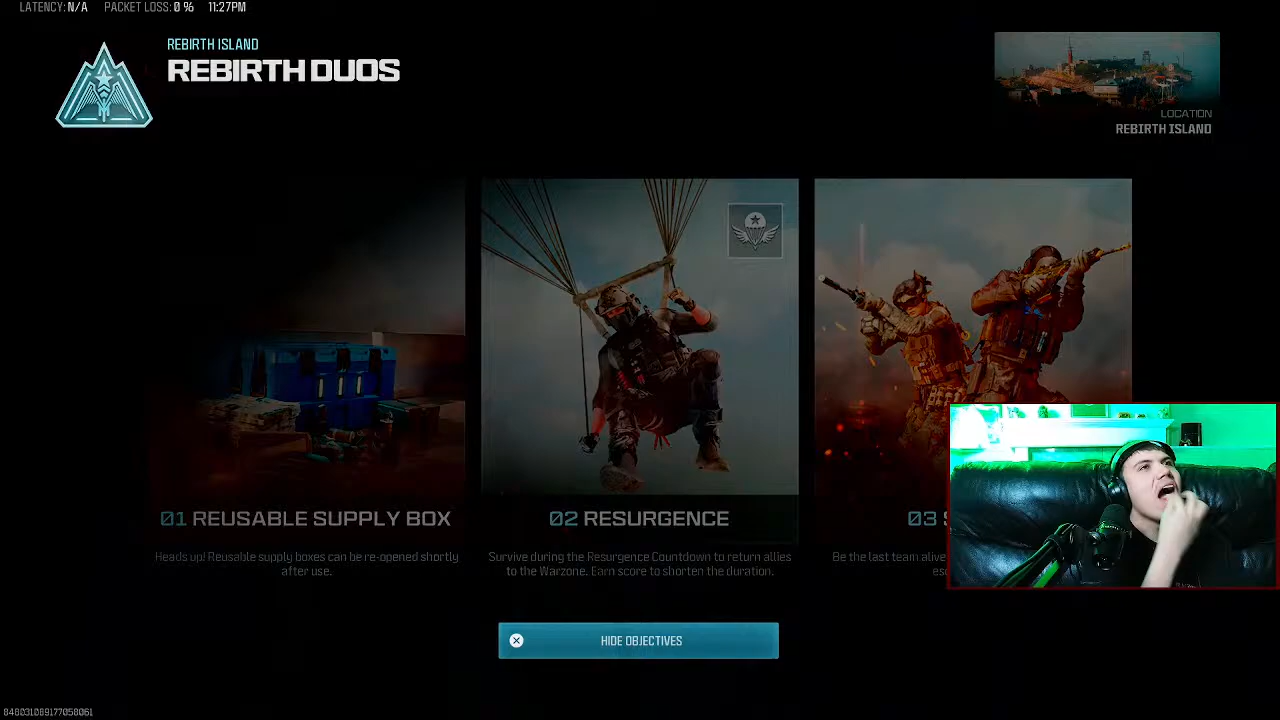 LATENCY: N/A PACKET LOSS: 0 % 11:27PM
REBIRTH ISLAND
REBIRTH DUOS
LOCATION
REBIRTH ISLAND
01 REUSABLE SUPPLY BOX
02 RESURGENCE
03 S
Heads up! Reusable supply boxes can be re-opened shortly
after use.
Survive during the Resurgence Countdown to return allies
to the Warzone. Earn score to shorten the duration.
Be the last team alive
HIDE OBJECTIVES
848031089177058061